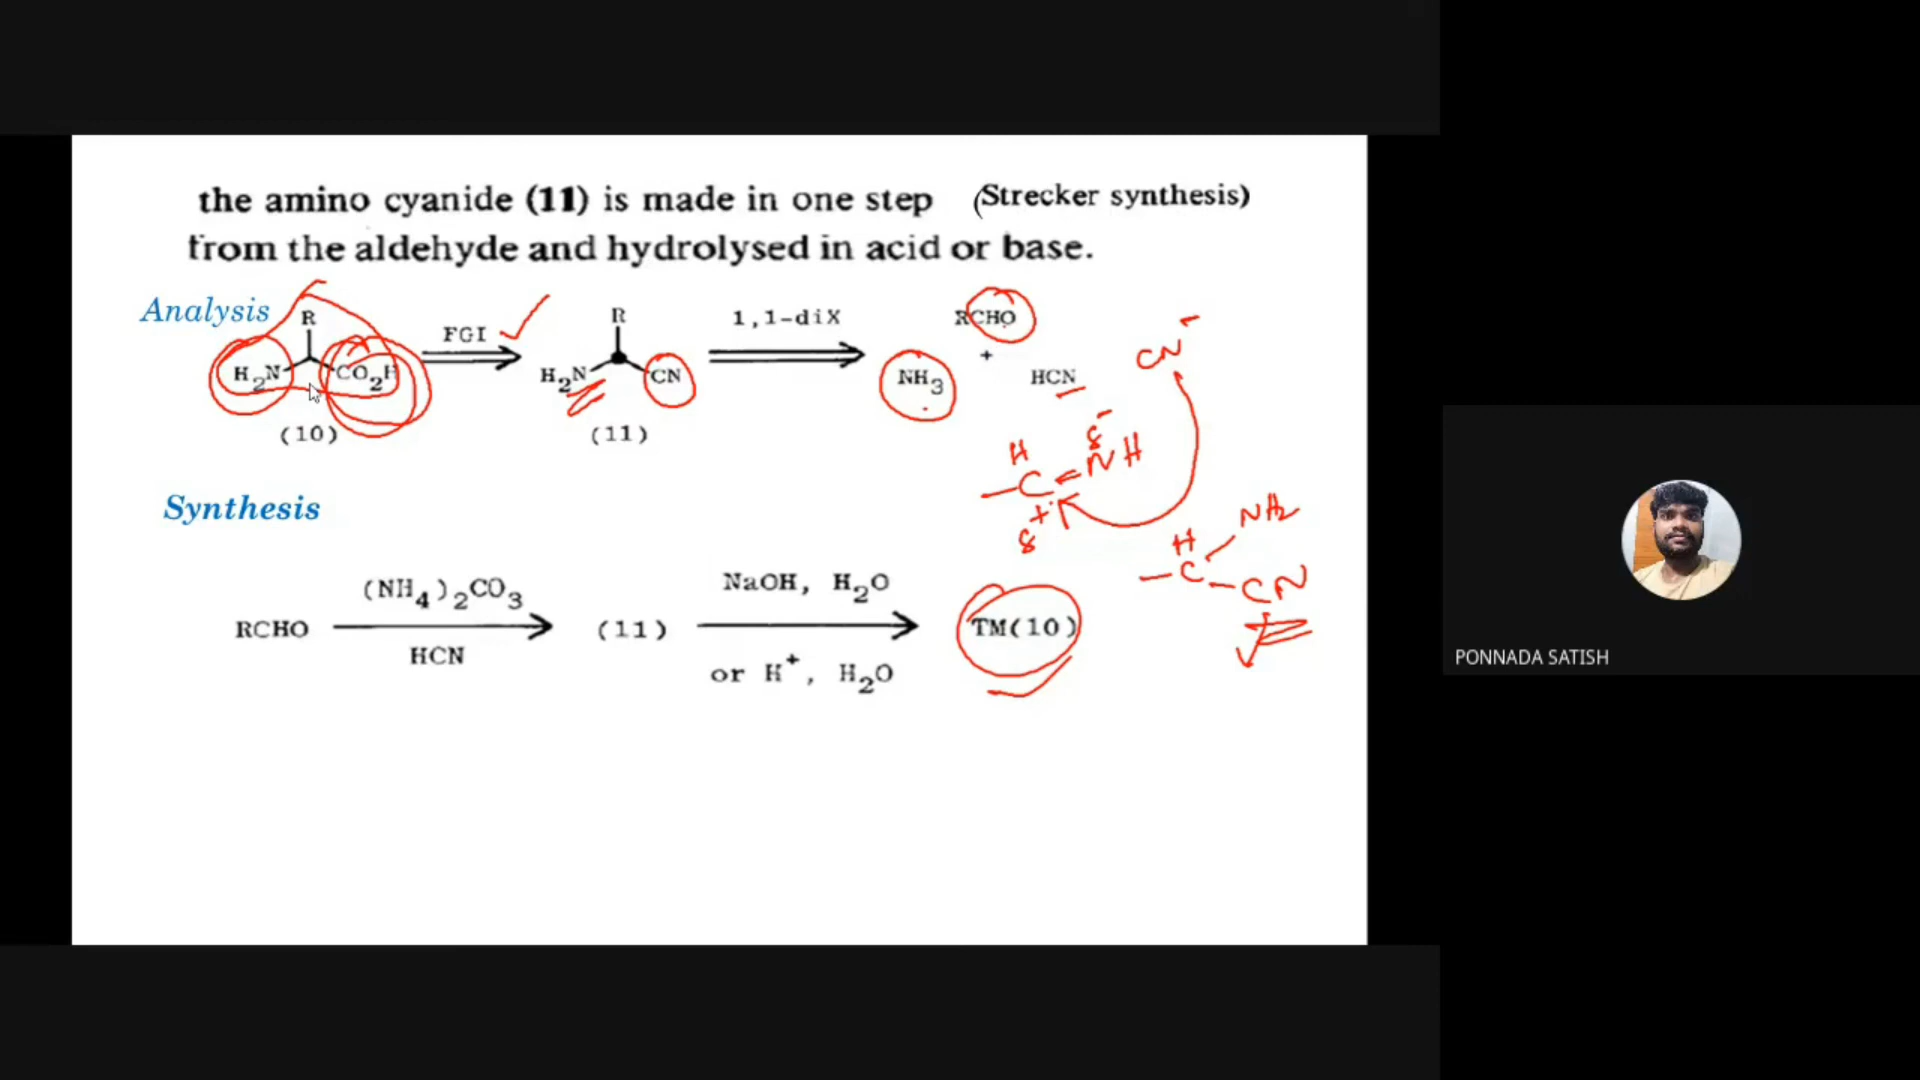 the amino cyanide (11) is made in one step (Strecker synthesis)
from the aldehyde and hydrolysed in acid or base.
Analysis
R
H₂N CO₂H
(10)
FGI
R
H₂N CN
(11)
1,1-diX
RCHO
+
NH₃ HCN
CN⁻
H
C = NH
δ⁻
δ+
H NH₂
C - CN
Synthesis
RCHO (NH₄)₂CO₃ HCN (11) NaOH, H₂O or H⁺, H₂O TM(10)
PONNADA SATISH